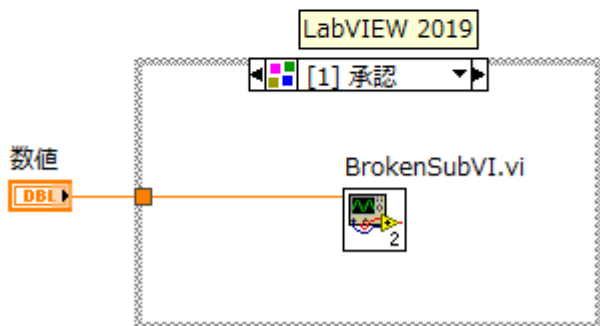 LabVIEW 2019
[1] 承認
数値
DBL
BrokenSubVI.vi
2